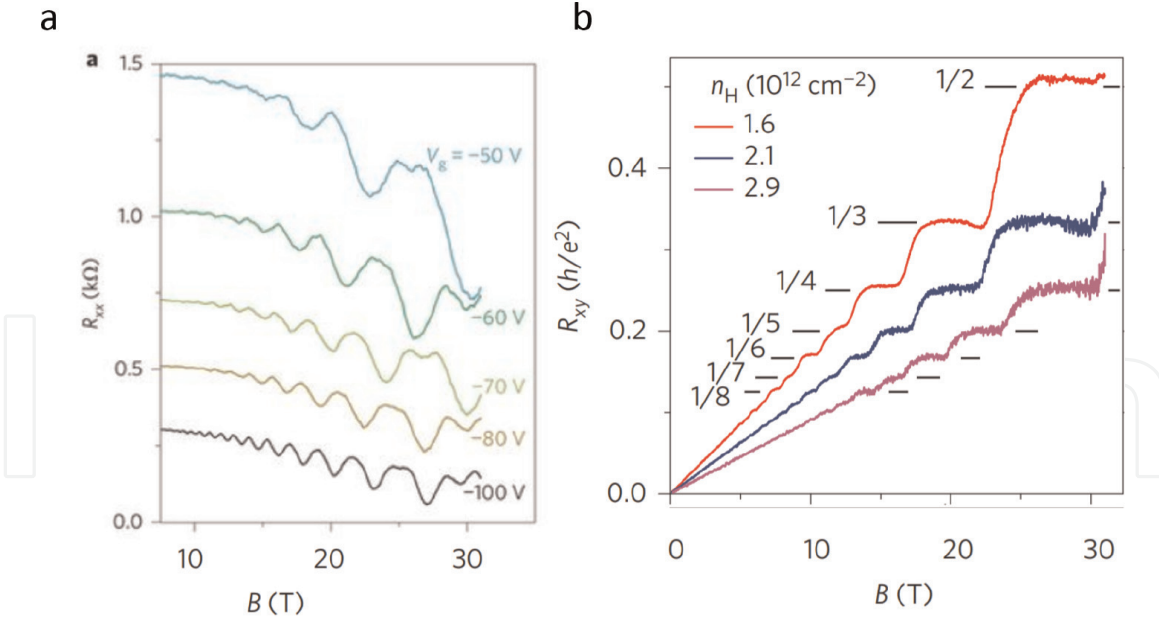 a
a
1.5
1.0
0.5
0.0
R_xx (kΩ)
V_g = −50 V
−60 V
−70 V
−80 V
−100 V
10
20
30
B (T)
b
n_H (10^12 cm^−2)
1.6
2.1
2.9
1/2
1/3
1/4
1/5
1/6
1/7
1/8
0.4
0.2
0.0
R_xy (h/e^2)
0
10
20
30
B (T)